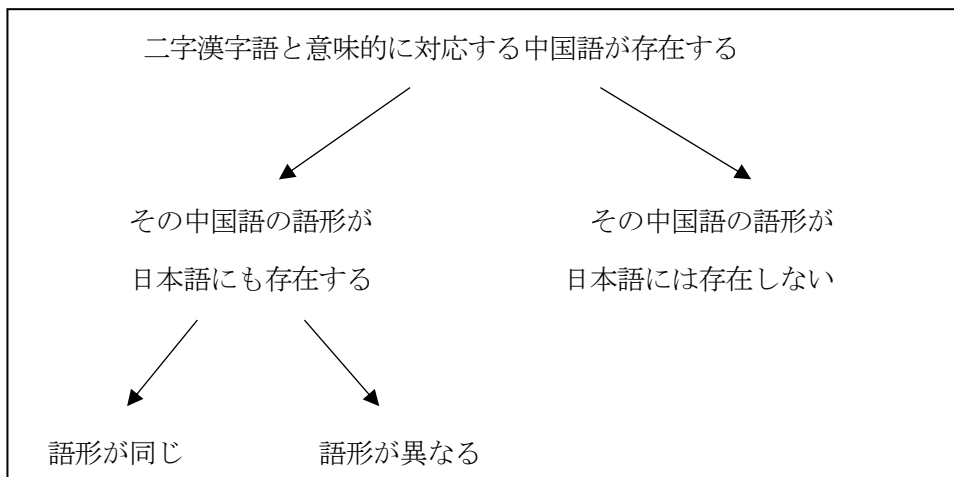 二字漢字語と意味的に対応する中国語が存在する
その中国語の語形が
日本語にも存在する
その中国語の語形が
日本語には存在しない
語形が同じ
語形が異なる